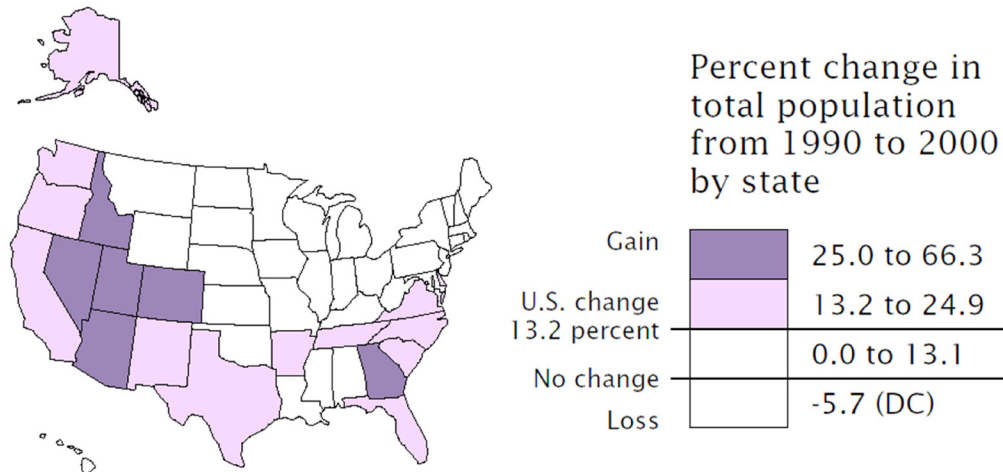 Percent change in
total population
from 1990 to 2000
by state
Gain
25.0 to 66.3
U.S. change
13.2 percent
13.2 to 24.9
0.0 to 13.1
No change
Loss
-5.7 (DC)